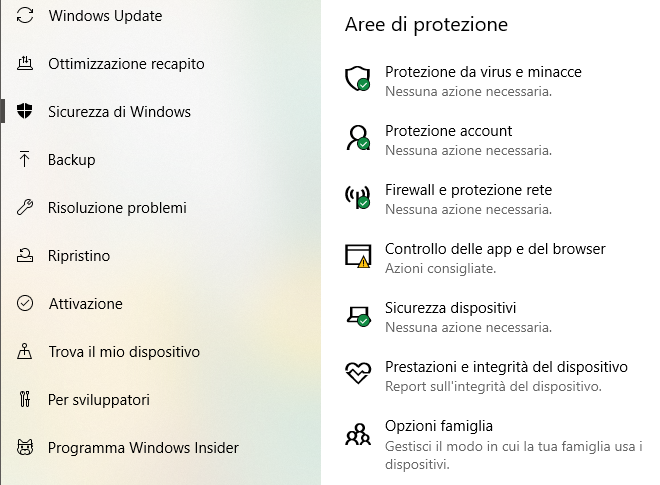 Windows Update
Ottimizzazione recapito
Sicurezza di Windows
Backup
Risoluzione problemi
Ripristino
Attivazione
Trova il mio dispositivo
Per sviluppatori
Programma Windows Insider
Aree di protezione
Protezione da virus e minacce
Nessuna azione necessaria.
Protezione account
Nessuna azione necessaria.
Firewall e protezione rete
Nessuna azione necessaria.
Controllo delle app e del browser
Azioni consigliate.
Sicurezza dispositivi
Nessuna azione necessaria.
Prestazioni e integrità del dispositivo
Report sull'integrità del dispositivo.
Opzioni famiglia
Gestisci il modo in cui la tua famiglia usa i
dispositivi.